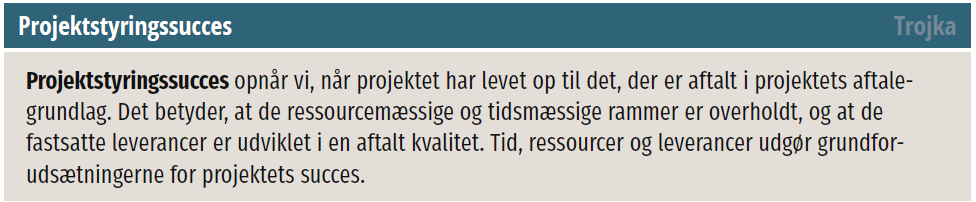 Projektstyringssucces Trojka
Projektstyringssucces opnår vi, når projektet har levet op til det, der er aftalt i projektets aftale-
grundlag. Det betyder, at de ressourcemæssige og tidsmæssige rammer er overholdt, og at de
fastsatte leverancer er udviklet i en aftalt kvalitet. Tid, ressourcer og leverancer udgør grundfor-
udsætningerne for projektets succes.